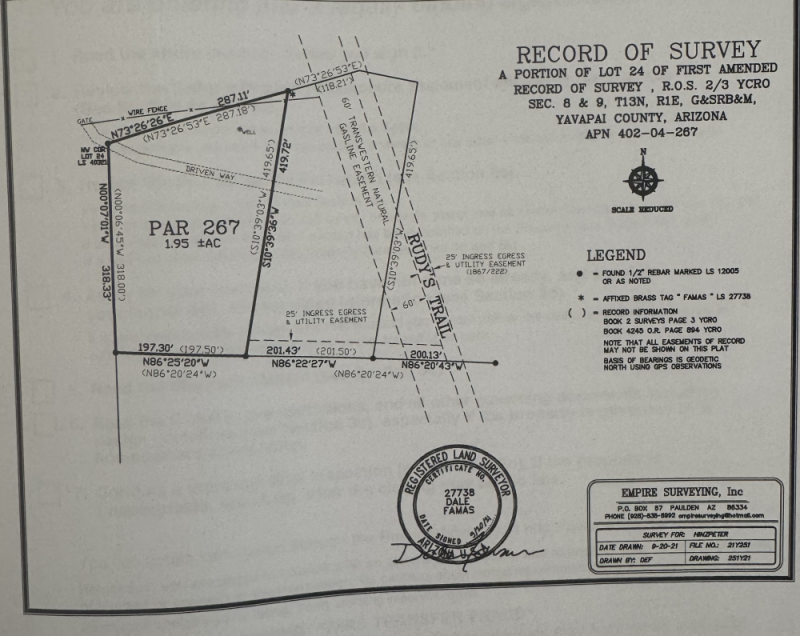 RECORD OF SURVEY
A PORTION OF LOT 24 OF FIRST AMENDED
RECORD OF SURVEY , R.O.S. 2/3 YCRO
SEC. 8 & 9, T13N, R1E, G&SRB&M,
YAVAPAI COUNTY, ARIZONA
APN 402-04-267
N
SCALE REDUCED
GATE
WIRE FENCE
287.11'
N73°26'26"E
(N73°26'53"E 287.18')
(N73°26'53"E)
(118.21')
WELL
NW COR
LOT 24
LS 40321
DRIVEN WAY
60' TRANSWESTERN NATURAL
GASLINE EASEMENT
419.72'
(419.65')
S10°39'36"W
(S10°39'03"W
419.65')
(S10°39'03"W
N00°07'01"W
318.33'
(N00°06'45"W 318.00')
PAR 267
1.95 ±AC
RUDY'S TRAIL
25' INGRESS EGRESS
& UTILITY EASEMENT
(1867/222)
60'
25' INGRESS EGRESS
& UTILITY EASEMENT
197.30' (197.50')
N86°25'20"W
(N86°20'24"W)
201.43' (201.50')
N86°22'27"W
(N86°20'24"W)
200.13'
N86°20'43"W
LEGEND
● = FOUND 1/2" REBAR MARKED LS 12005
OR AS NOTED
* = AFFIXED BRASS TAG "FAMAS" LS 27738
( ) = RECORD INFORMATION
BOOK 2 SURVEYS PAGE 3 YCRO
BOOK 4245 O.R. PAGE 894 YCRO
NOTE THAT ALL EASEMENTS OF RECORD
MAY NOT BE SHOWN ON THIS PLAT
BASIS OF BEARINGS IS GEODETIC
NORTH USING GPS OBSERVATIONS
REGISTERED LAND SURVEYOR
CERTIFICATE NO.
27738
DALE
FAMAS
DATE SIGNED
EMPIRE SURVEYING, Inc
P.O. BOX 87 PAULDEN AZ 86334
SURVEY FOR: HINZPETER
DATE DRAWN: 9-20-21 FILE NO.: 21Y251
DRAWN BY: DEF DRAWING: 251Y21